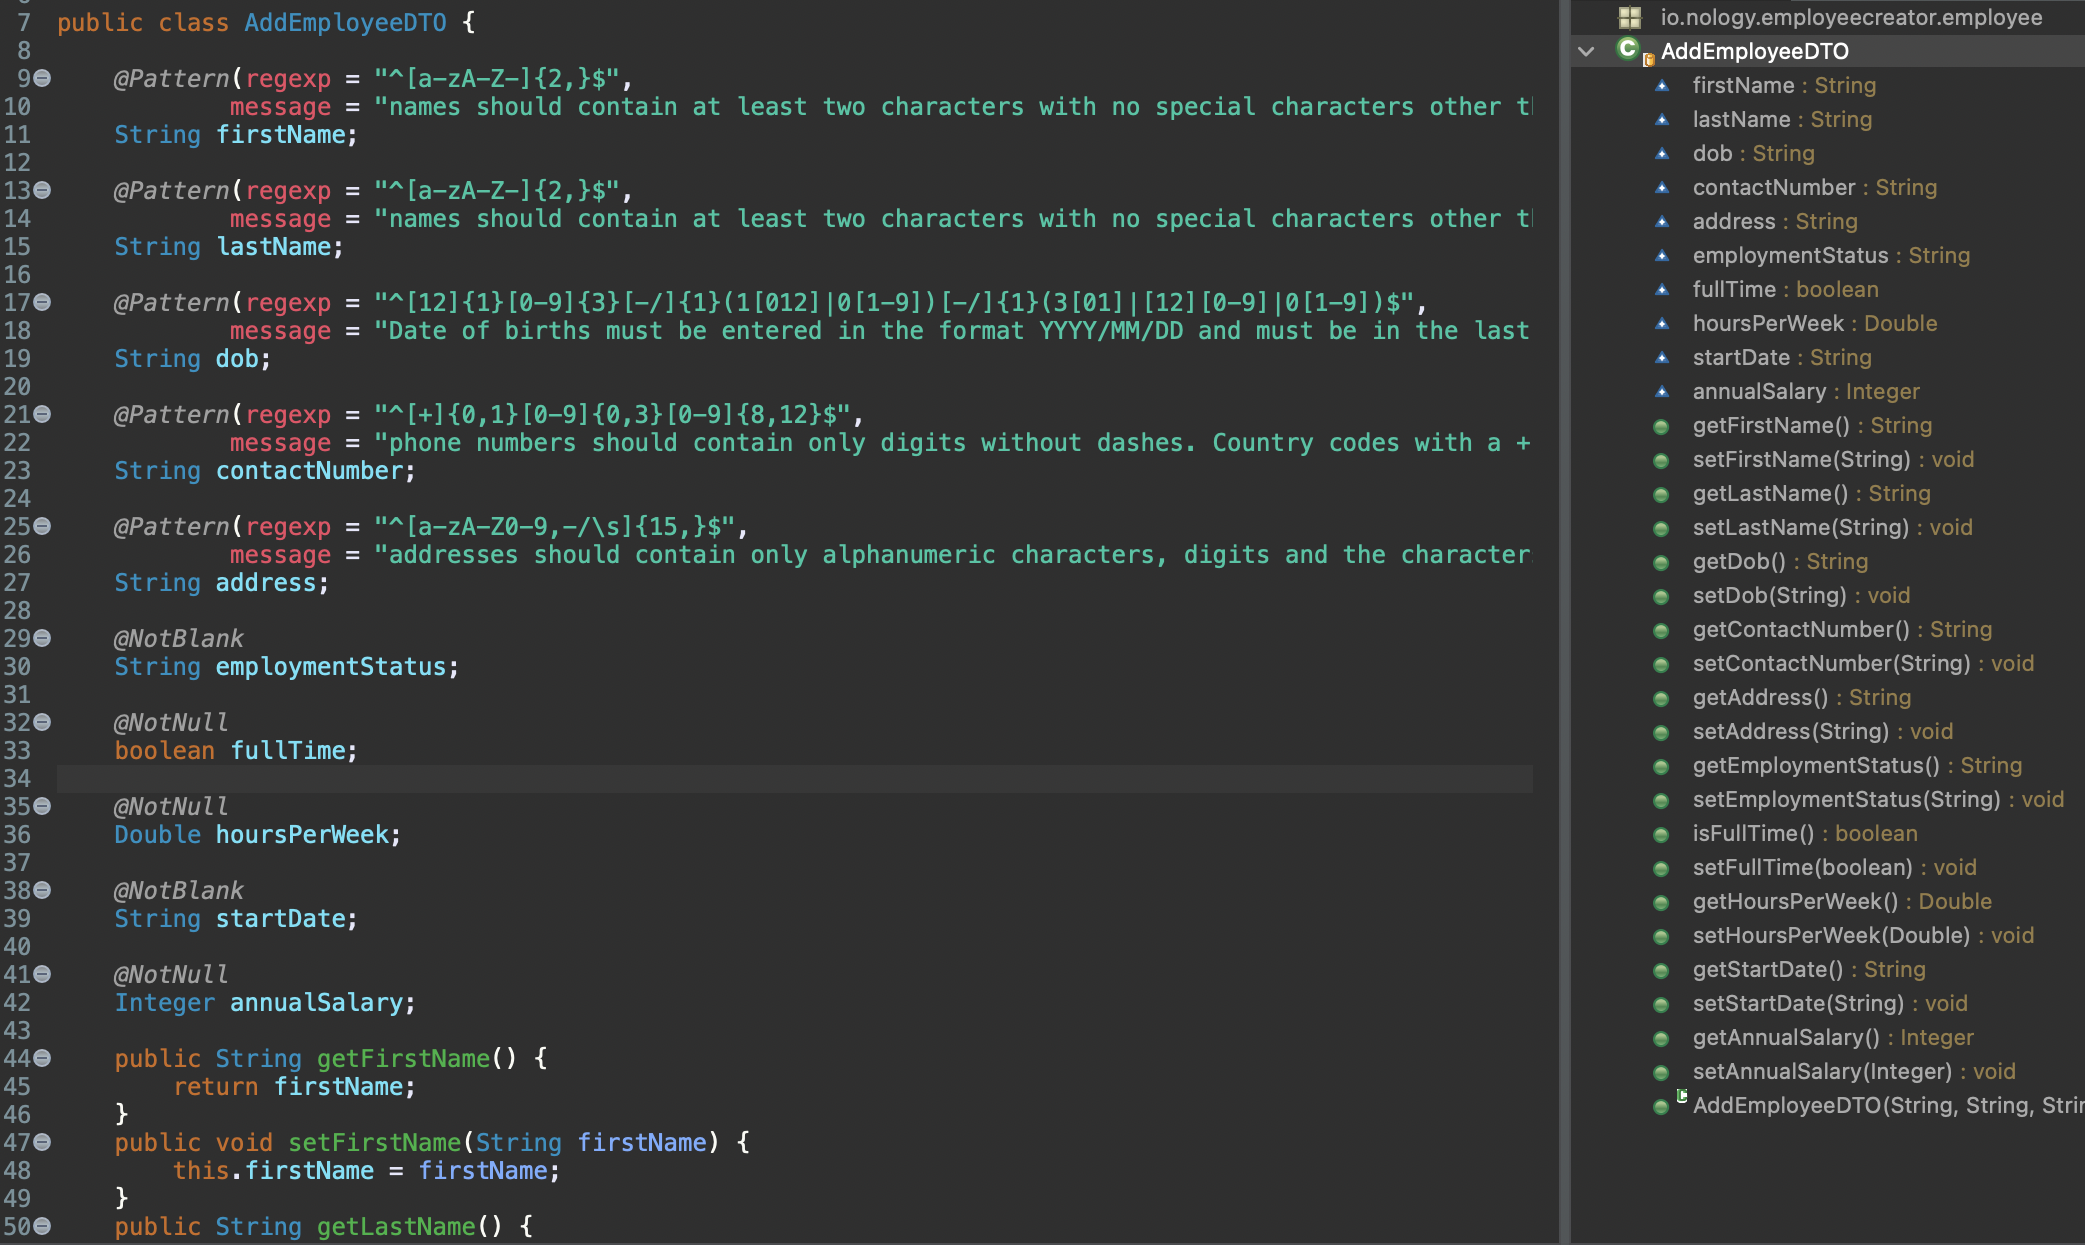 7 public class AddEmployeeDTO {
8
9 @Pattern(regexp = "^[a-zA-Z-]{2,}$",
10 message = "names should contain at least two characters with no special characters other
11 String firstName;
12
13 @Pattern(regexp = "^[a-zA-Z-]{2,}$",
14 message = "names should contain at least two characters with no special characters other
15 String lastName;
16
17 @Pattern(regexp = "^[12]{1}[0-9]{3}[-/]{1}(1[012]|0[1-9])[-/]{1}(3[01]|[12][0-9]|0[1-9])$",
18 message = "Date of births must be entered in the format YYYY/MM/DD and must be in the last
19 String dob;
20
21 @Pattern(regexp = "^[+]{0,1}[0-9]{0,3}[0-9]{8,12}$",
22 message = "phone numbers should contain only digits without dashes. Country codes with a +
23 String contactNumber;
24
25 @Pattern(regexp = "^[a-zA-Z0-9,-/\s]{15,}$",
26 message = "addresses should contain only alphanumeric characters, digits and the character
27 String address;
28
29 @NotBlank
30 String employmentStatus;
31
32 @NotNull
33 boolean fullTime;
34
35 @NotNull
36 Double hoursPerWeek;
37
38 @NotBlank
39 String startDate;
40
41 @NotNull
42 Integer annualSalary;
43
44 public String getFirstName() {
45 return firstName;
46 }
47 public void setFirstName(String firstName) {
48 this.firstName = firstName;
49 }
50 public String getLastName() {
io.nology.employeecreator.employee
AddEmployeeDTO
firstName : String
lastName : String
dob : String
contactNumber : String
address : String
employmentStatus : String
fullTime : boolean
hoursPerWeek : Double
startDate : String
annualSalary : Integer
getFirstName() : String
setFirstName(String) : void
getLastName() : String
setLastName(String) : void
getDob() : String
setDob(String) : void
getContactNumber() : String
setContactNumber(String) : void
getAddress() : String
setAddress(String) : void
getEmploymentStatus() : String
setEmploymentStatus(String) : void
isFullTime() : boolean
setFullTime(boolean) : void
getHoursPerWeek() : Double
setHoursPerWeek(Double) : void
getStartDate() : String
setStartDate(String) : void
getAnnualSalary() : Integer
setAnnualSalary(Integer) : void
AddEmployeeDTO(String, String,